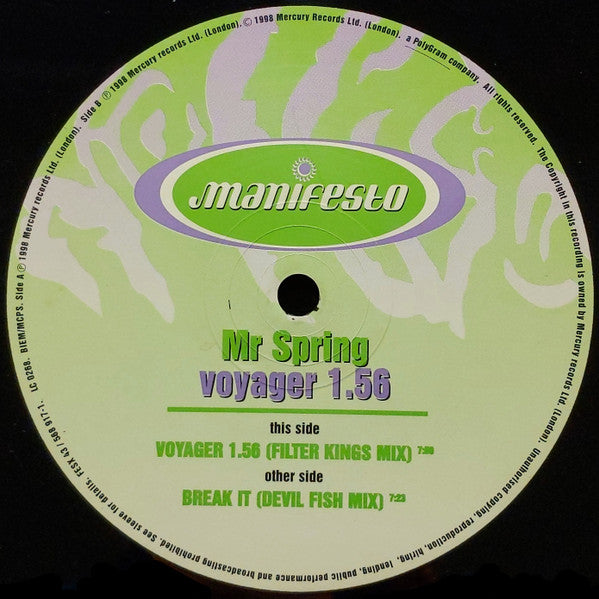 manifesto
Mr Spring
voyager 1.56
this side
VOYAGER 1.56 (FILTER KINGS MIX)
other side
BREAK IT (DEVIL FISH MIX) 7:23
FESX 43 / 568 917-1. LC 0268. BIEM/MCPS. Side A ℗ 1998 Mercury records Ltd. (London). Side B ℗ 1998 Mercury records Ltd. (London). © 1998 Mercury Records Ltd. (London). a PolyGram company. All rights reserved. The Copyright in this recording is owned by Mercury records Ltd. (London). Unauthorised copying, reproduction, hiring, lending, public performance and broadcasting prohibited. See sleeve for details.